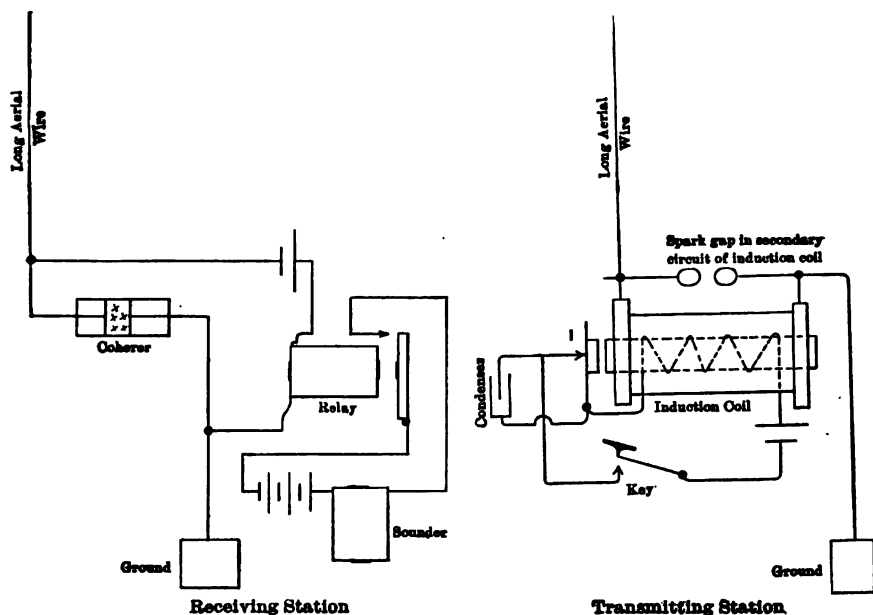 Long Aerial
Wire
Coherer
Relay
Sounder
Ground
Receiving Station
Long Aerial
Wire
Spark gap in secondary
circuit of induction coil
I
Condenser
Induction Coil
Key
Ground
Transmitting Station